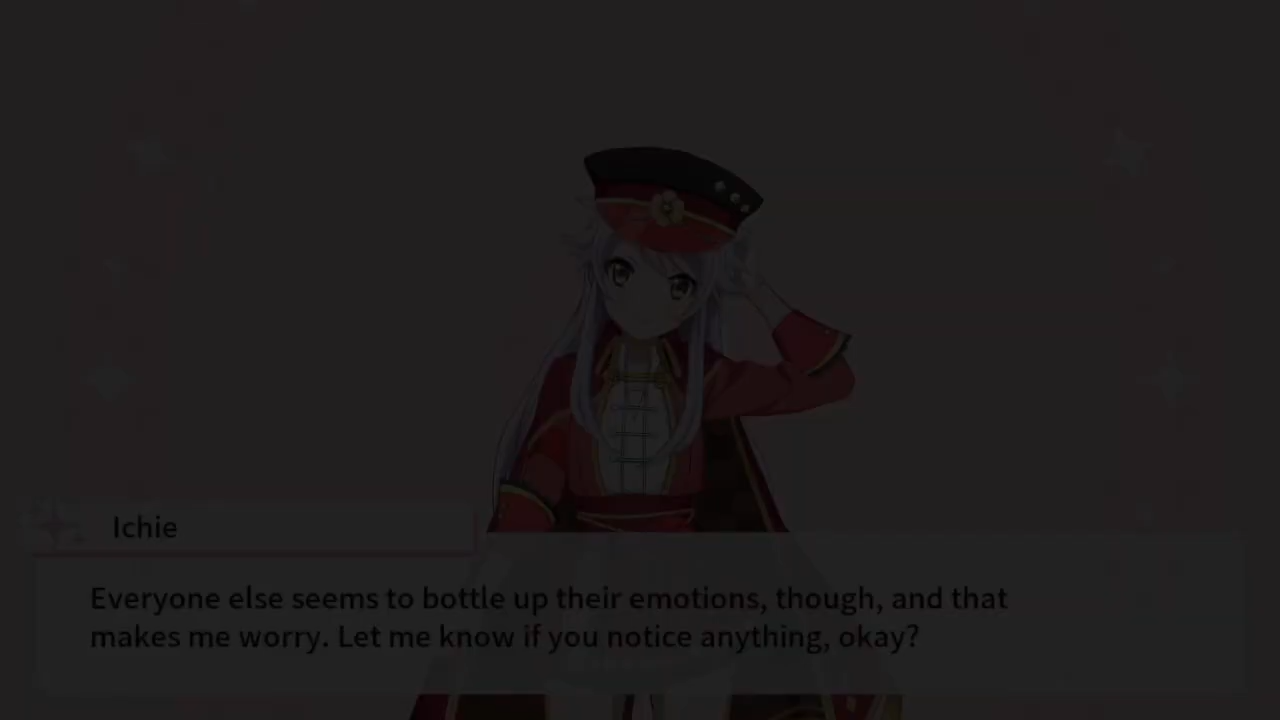 Ichie
Everyone else seems to bottle up their emotions, though, and that
makes me worry. Let me know if you notice anything, okay?